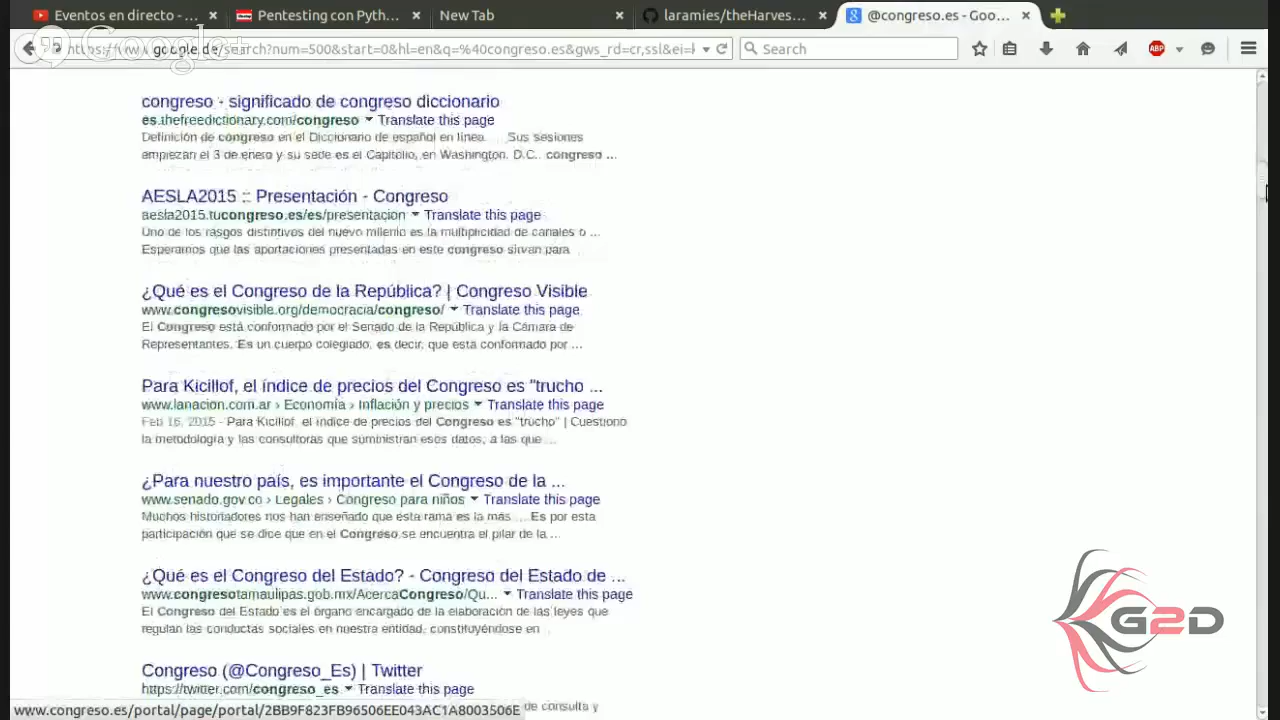 Eventos en directo - ...
Pentesting con Pyth...
New Tab
laramies/theHarves...
@congreso.es - Goo...
Google+
https://www.google.de/search?num=500&start=0&hl=en&q=%40congreso.es&gws_rd=cr,ssl&ei=
Search
ABP
congreso - significado de congreso diccionario
es.thefreedictionary.com/congreso Translate this page
Definición de congreso en el Diccionario de español en línea. ... Sus sesiones
empiezan el 3 de enero y su sede es el Capitolio, en Washington. D.C.. congreso ...
AESLA2015 :: Presentación - Congreso
aesla2015.tucongreso.es/es/presentacion Translate this page
Uno de los rasgos distintivos del nuevo milenio es la multiplicidad de canales o ...
Esperamos que las aportaciones presentadas en este congreso sirvan para
¿Qué es el Congreso de la República? | Congreso Visible
www.congresovisible.org/democracia/congreso/ Translate this page
El Congreso está conformado por el Senado de la República y la Cámara de
Representantes. Es un cuerpo colegiado, es decir, que está conformado por ...
Para Kicillof, el índice de precios del Congreso es "trucho ...
www.lanacion.com.ar › Economía › Inflación y precios Translate this page
Feb 16, 2015 - Para Kicillof el índice de precios del Congreso es "trucho" | Cuestionó
la metodología y las consultoras que suministran esos datos, a las que ...
¿Para nuestro país, es importante el Congreso de la ...
www.senado.gov.co › Legales › Congreso para niños Translate this page
Muchos historiadores nos han enseñado que esta rama es la más ... Es por esta
participación que se dice que en el Congreso se encuentra el pilar de la ...
¿Qué es el Congreso del Estado? - Congreso del Estado de ...
www.congresotamaulipas.gob.mx/AcercaCongreso/Qu... Translate this page
El Congreso del Estado es el órgano encargado de la elaboración de las leyes que
regulan las conductas sociales en nuestra entidad, constituyéndose en
Congreso (@Congreso_Es) | Twitter
https://twitter.com/congreso_es Translate this page
de consulta y
www.congreso.es/portal/page/portal/2BB9F823FB96506EE043AC1A8003506E
G2D